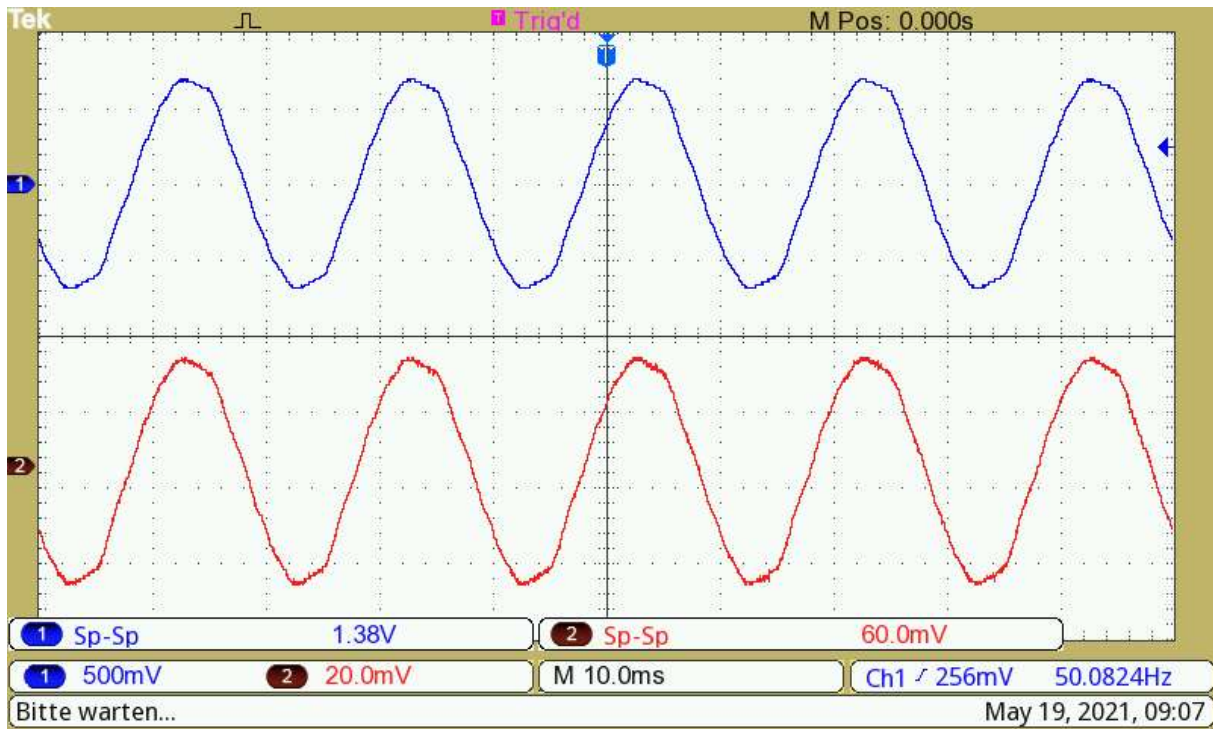 Tek T Trig'd M Pos: 0.000s
1
2
1 Sp-Sp 1.38V 2 Sp-Sp 60.0mV
1 500mV 2 20.0mV M 10.0ms Ch1 256mV 50.0824Hz
Bitte warten... May 19, 2021, 09:07